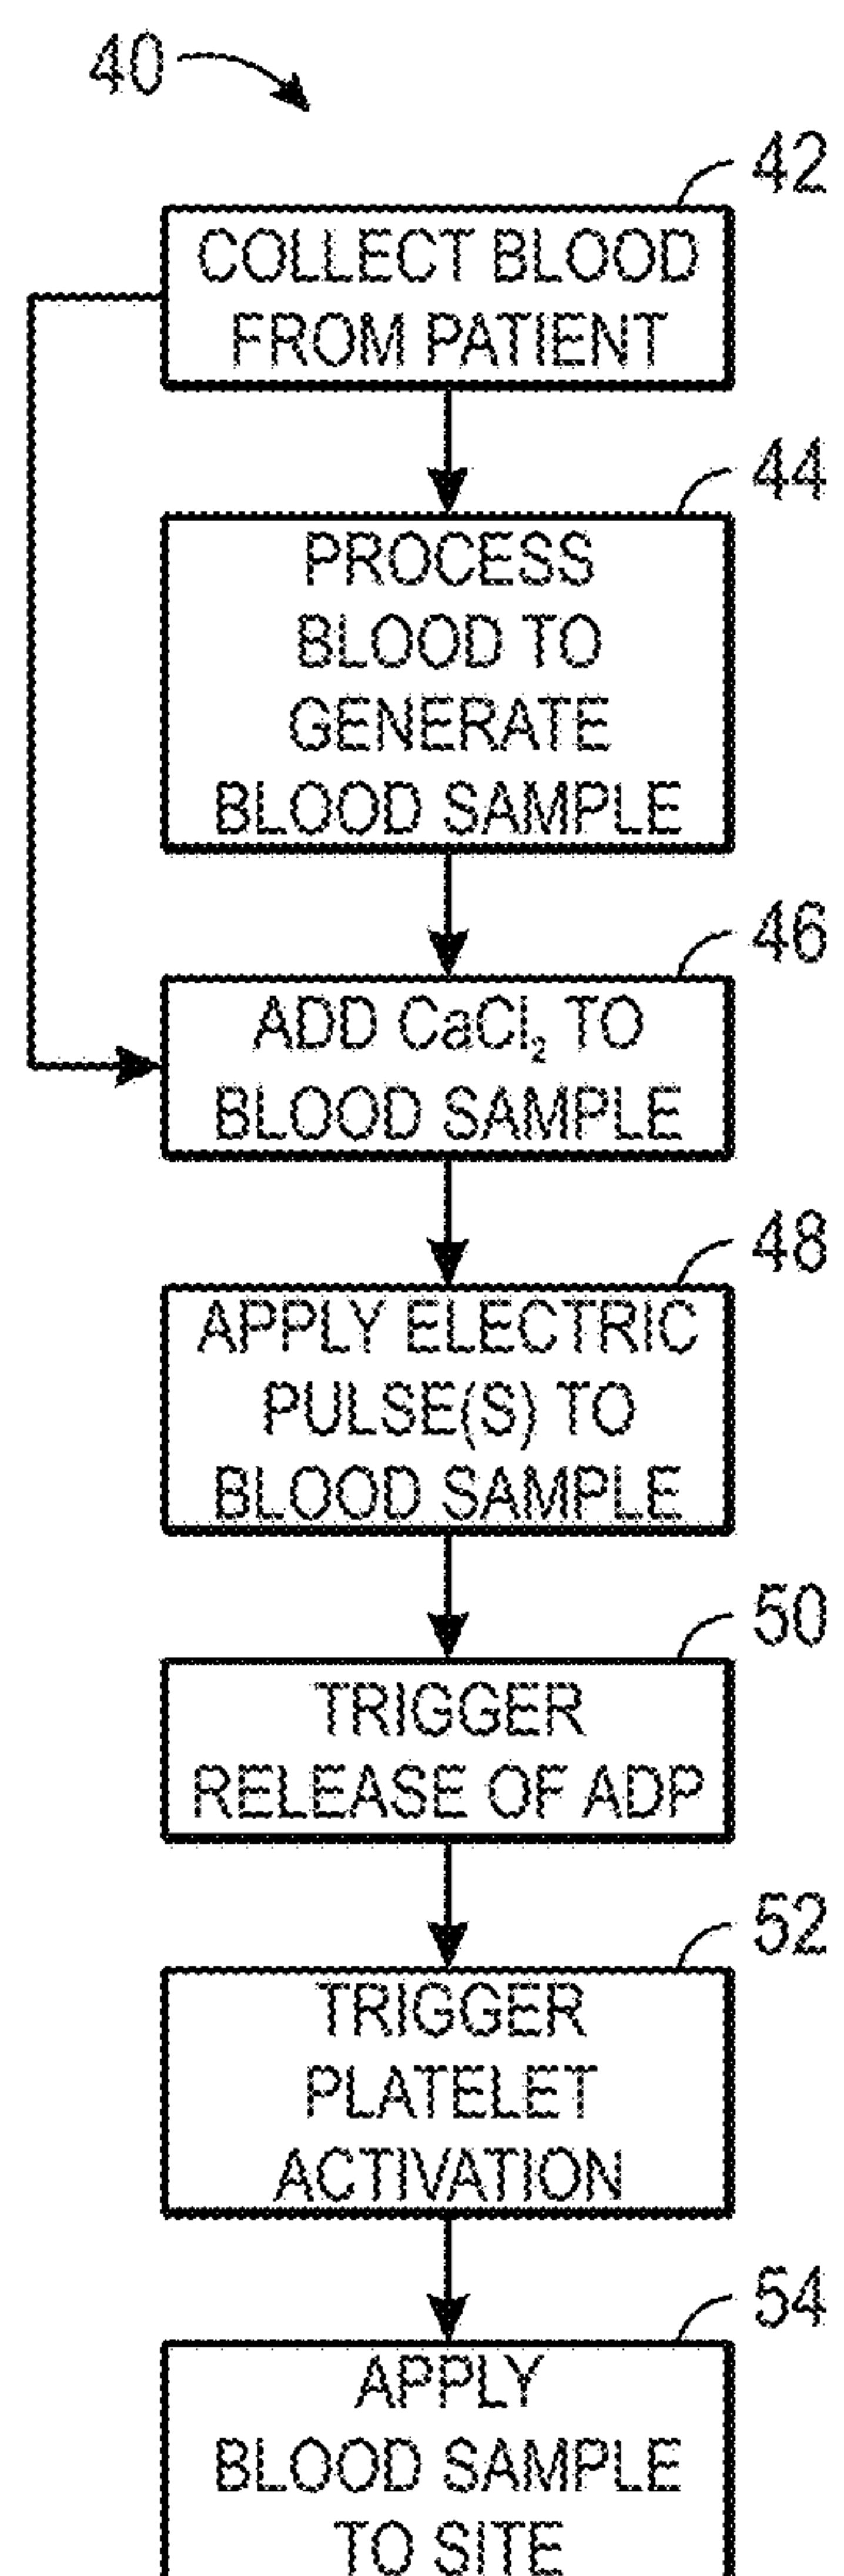 40
42
COLLECT BLOOD
FROM PATIENT
44
PROCESS
BLOOD TO
GENERATE
BLOOD SAMPLE
46
ADD CaCl₂ TO
BLOOD SAMPLE
48
APPLY ELECTRIC
PULSE(S) TO
BLOOD SAMPLE
50
TRIGGER
RELEASE OF ADP
52
TRIGGER
PLATELET
ACTIVATION
54
APPLY
BLOOD SAMPLE
TO SITE